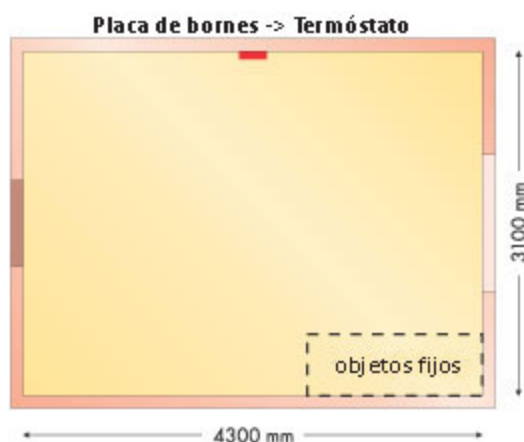 Placa de bornes -> Termóstato
3100 mm
objetos fijos
4300 mm